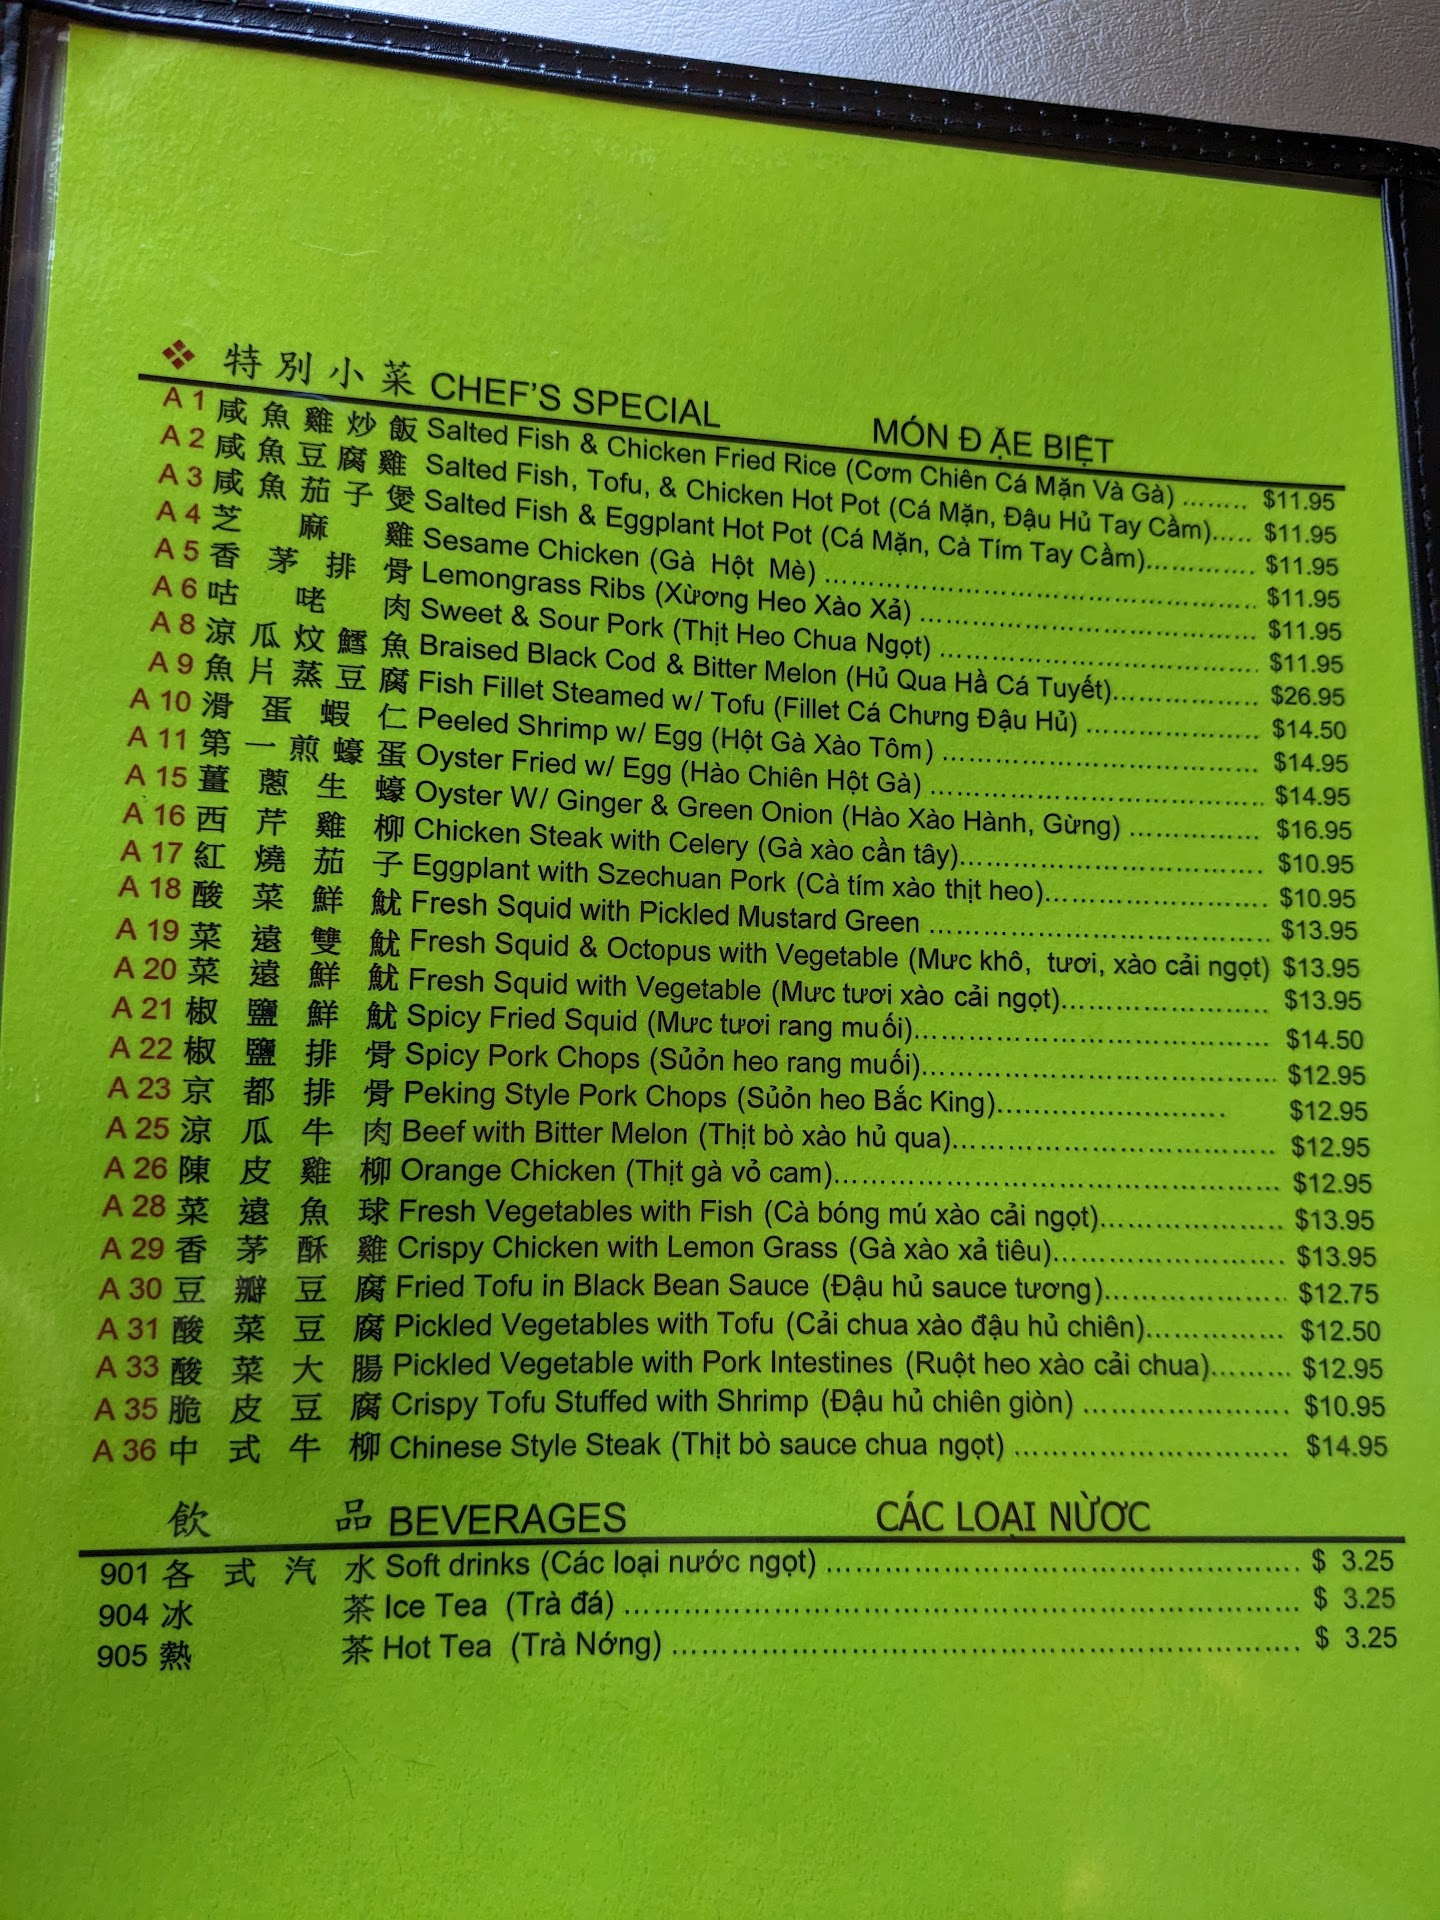 ❖ 特別小菜 CHEF'S SPECIAL MÓN Đ ẶE BIỆT
A 1 咸魚雞炒飯 Salted Fish & Chicken Fried Rice (Cơm Chiên Cá Mặn Và Gà) ........ $11.95
A 2 咸魚豆腐雞 Salted Fish, Tofu, & Chicken Hot Pot (Cá Mặn, Đậu Hủ Tay Cầm)..... $11.95
A 3 咸魚茄子煲 Salted Fish & Eggplant Hot Pot (Cá Mặn, Cà Tím Tay Cầm)............. $11.95
A 4 芝麻雞 Sesame Chicken (Gà Hột Mè) ............................................. $11.95
A 5 香茅排骨 Lemongrass Ribs (Xừơng Heo Xào Xả) ................................... $11.95
A 6 咕咾肉 Sweet & Sour Pork (Thịt Heo Chua Ngọt) ................................. $11.95
A 8 涼瓜炆鱈魚 Braised Black Cod & Bitter Melon (Hủ Qua Hầ Cá Tuyết)............... $26.95
A 9 魚片蒸豆腐 Fish Fillet Steamed w/ Tofu (Fillet Cá Chưng Đậu Hủ) .................. $14.50
A 10 滑蛋蝦仁 Peeled Shrimp w/ Egg (Hột Gà Xào Tôm) ................................. $14.95
A 11 第一煎蠔蛋 Oyster Fried w/ Egg (Hào Chiên Hột Gà) ................................... $14.95
A 15 薑蔥生蠔 Oyster W/ Ginger & Green Onion (Hào Xào Hành, Gừng) .............. $16.95
A 16 西芹雞柳 Chicken Steak with Celery (Gà xào cần tây)................................ $10.95
A 17 紅燒茄子 Eggplant with Szechuan Pork (Cà tím xào thịt heo)....................... $10.95
A 18 酸菜鮮魷 Fresh Squid with Pickled Mustard Green .................................... $13.95
A 19 菜遠雙魷 Fresh Squid & Octopus with Vegetable (Mưc khô, tươi, xào cải ngọt) $13.95
A 20 菜遠鮮魷 Fresh Squid with Vegetable (Mưc tươi xào cải ngọt)..................... $13.95
A 21 椒鹽鮮魷 Spicy Fried Squid (Mưc tươi rang muối)..................................... $14.50
A 22 椒鹽排骨 Spicy Pork Chops (Sủỏn heo rang muối)..................................... $12.95
A 23 京都排骨 Peking Style Pork Chops (Sủỏn heo Bắc King)........................ $12.95
A 25 涼瓜牛肉 Beef with Bitter Melon (Thịt bò xào hủ qua)................................. $12.95
A 26 陳皮雞柳 Orange Chicken (Thịt gà vỏ cam).............................................. $12.95
A 28 菜遠魚球 Fresh Vegetables with Fish (Cà bóng mú xào cải ngọt)................... $13.95
A 29 香茅酥雞 Crispy Chicken with Lemon Grass (Gà xào xả tiêu)........................ $13.95
A 30 豆瓣豆腐 Fried Tofu in Black Bean Sauce (Đậu hủ sauce tương)................... $12.75
A 31 酸菜豆腐 Pickled Vegetables with Tofu (Cải chua xào đậu hủ chiên).............. $12.50
A 33 酸菜大腸 Pickled Vegetable with Pork Intestines (Ruột heo xào cải chua)......... $12.95
A 35 脆皮豆腐 Crispy Tofu Stuffed with Shrimp (Đậu hủ chiên giòn) ..................... $10.95
A 36 中式牛柳 Chinese Style Steak (Thịt bò sauce chua ngọt) ............................ $14.95
飲品 BEVERAGES CÁC LOẠI NỪƠC
901 各式汽水 Soft drinks (Các loại nước ngọt) ................................................ $ 3.25
904 冰茶 Ice Tea (Trà đá) .................................................................... $ 3.25
905 熱茶 Hot Tea (Trà Nớng) ............................................................... $ 3.25